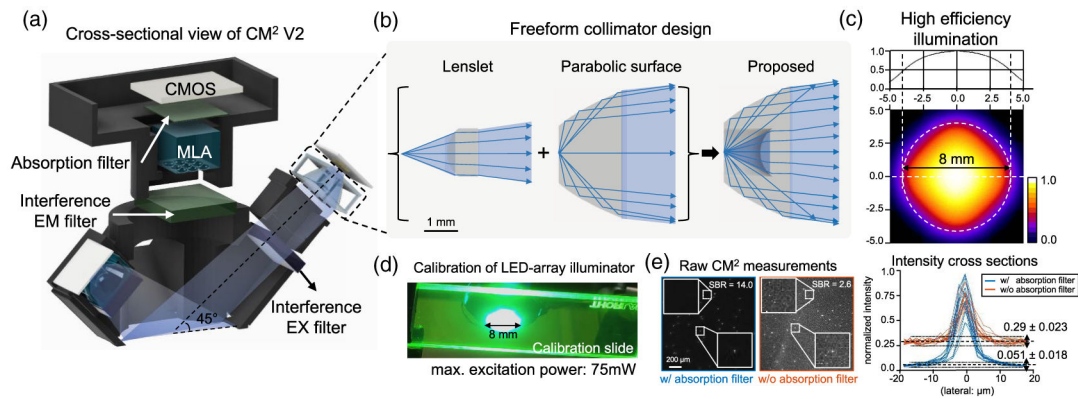 (a)
Cross-sectional view of CM² V2
CMOS
Absorption filter
MLA
Interference
EM filter
45°
Interference
EX filter
(b)
Freeform collimator design
Lenslet
Parabolic surface
Proposed
+
1 mm
(c)
High efficiency
illumination
1.0
0.5
0.0
-5.0
-2.5
0.0
2.5
5.0
5.0
2.5
8 mm
0.0
-2.5
-5.0
1.0
0.0
(d)
Calibration of LED-array illuminator
8 mm
Calibration slide
max. excitation power: 75mW
(e)
Raw CM² measurements
SBR = 14.0
SBR = 2.6
200 μm
w/ absorption filter
w/o absorption filter
Intensity cross sections
normalized intensity
1.00
0.75
0.5
0.25
0
w/ absorption filter
w/o absorption filter
0.29 ± 0.023
0.051 ± 0.018
-20
-10
0
10
20
(lateral: μm)